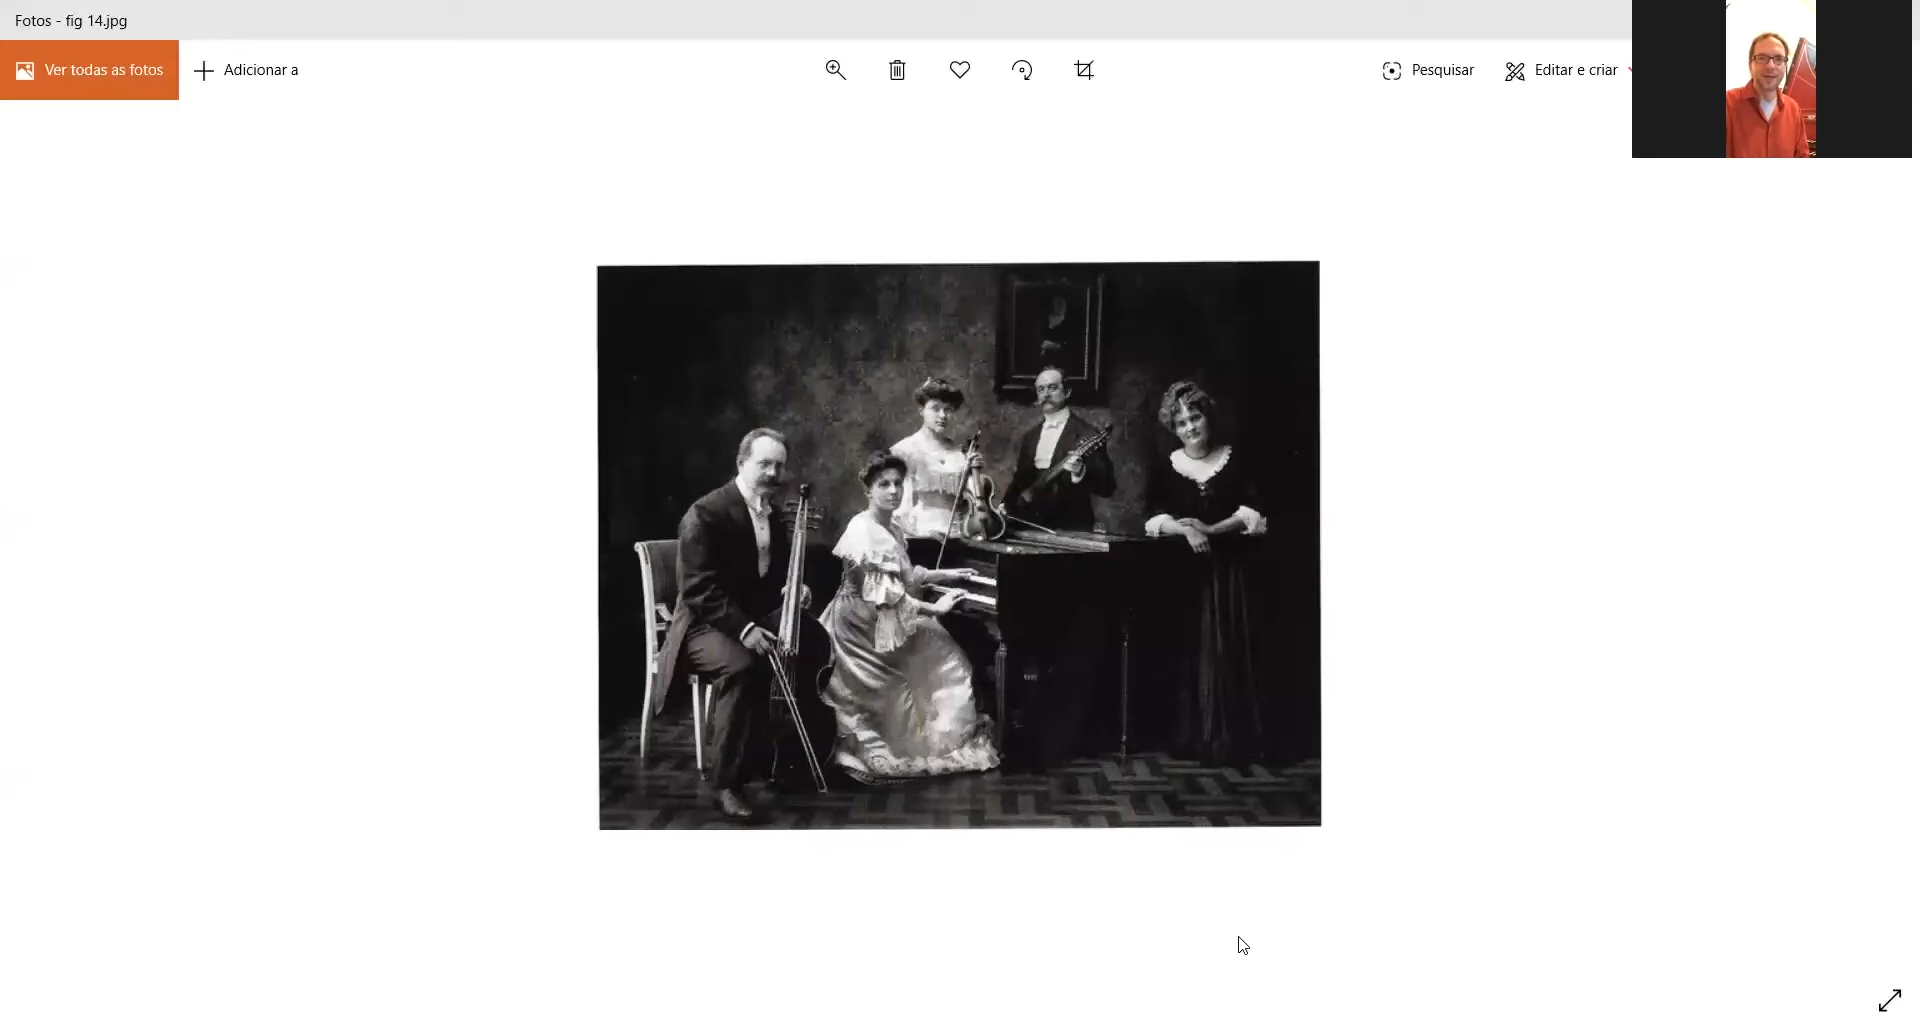 Fotos - fig 14.jpg
Ver todas as fotos
Adicionar a
Pesquisar
Editar e criar